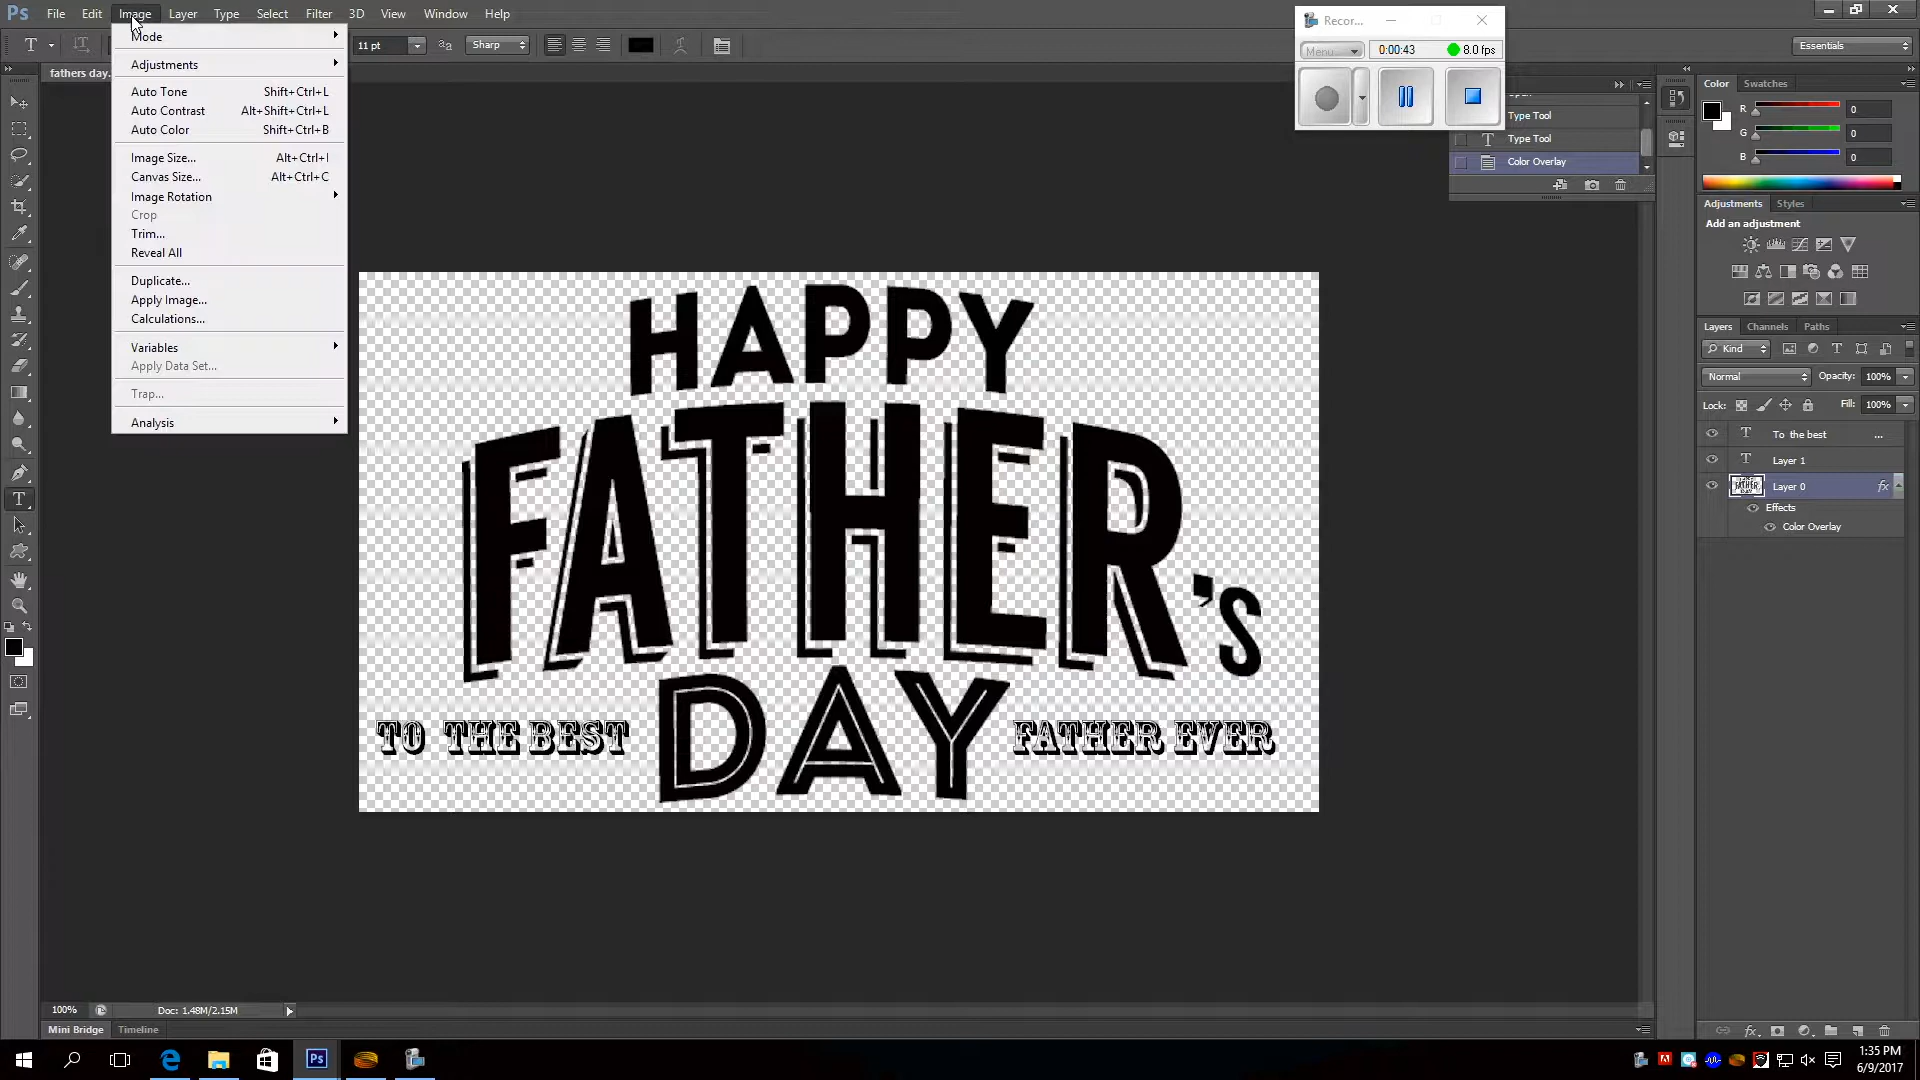 Ps File Edit Image Layer Type Select Filter 3D View Window Help
T T 11 pt aa Sharp Essentials
Recor...
Menu... 0:00:43 8.0 fps
fathers day.
Mode
Adjustments
Auto Tone Shift+Ctrl+L
Auto Contrast Alt+Shift+Ctrl+L
Auto Color Shift+Ctrl+B
Image Size... Alt+Ctrl+I
Canvas Size... Alt+Ctrl+C
Image Rotation
Crop
Trim...
Reveal All
Duplicate...
Apply Image...
Calculations...
Variables
Apply Data Set...
Trap...
Analysis
Type Tool
T Type Tool
Color Overlay
Color Swatches
R 0
G 0
B 0
Adjustments Styles
Add an adjustment
Layers Channels Paths
Kind T
Normal Opacity: 100%
Lock: Fill: 100%
T To the best ...
T Layer 1
Layer 0 fx
Effects
Color Overlay
HAPPY
FATHER's
DAY
TO THE BEST FATHER EVER
100% Doc: 1.48M/2.15M
Mini Bridge Timeline
fx
Ps
1:35 PM
6/9/2017